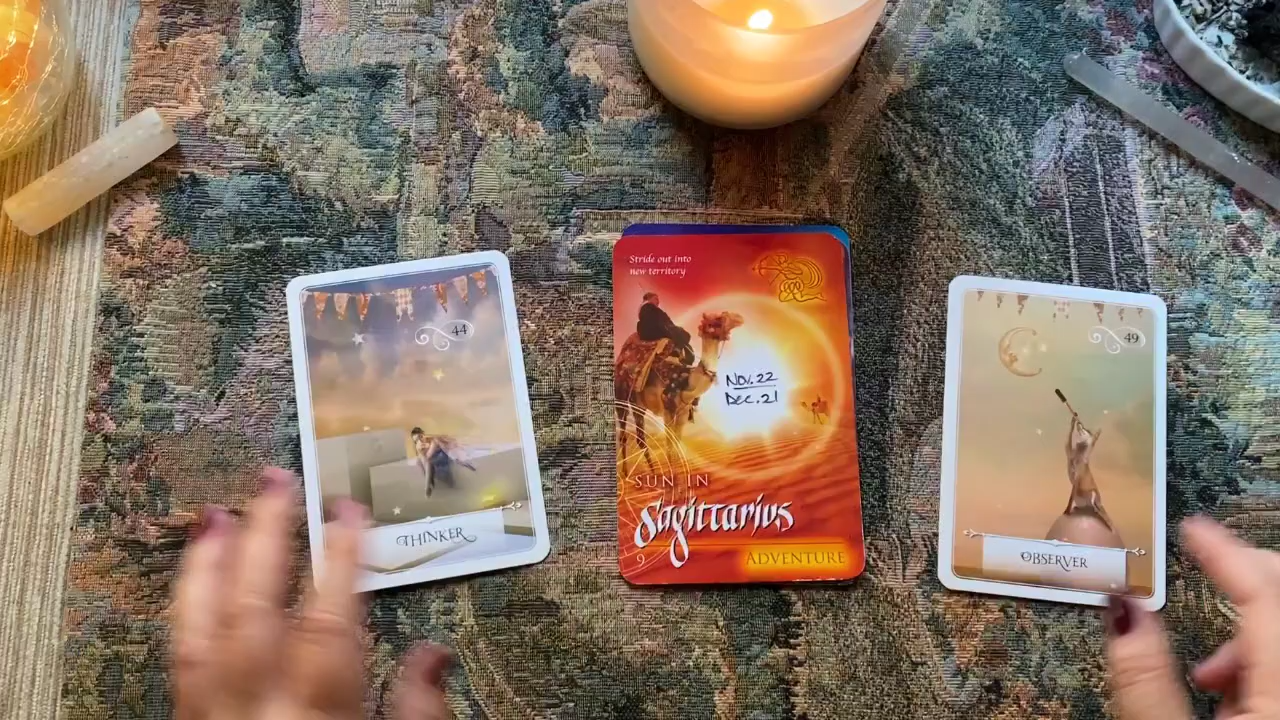 44
THINKER
Stride out into
new territory
Nov. 22
Dec. 21
SUN IN
Sagittarius
9
ADVENTURE
49
OBSERVER